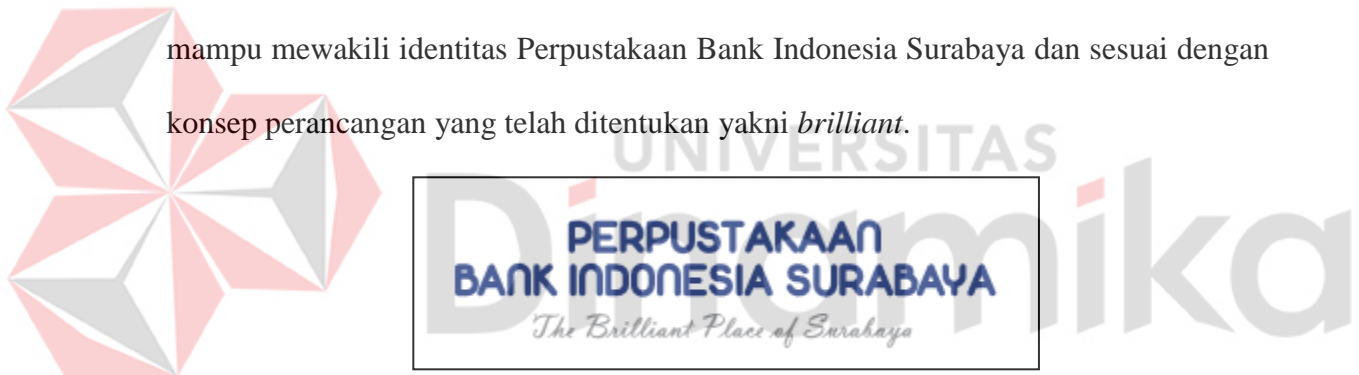 mampu mewakili identitas Perpustakaan Bank Indonesia Surabaya dan sesuai dengan
konsep perancangan yang telah ditentukan yakni brilliant.
UNIVERSITAS
Dinamika
PERPUSTAKAAN
BANK INDONESIA SURABAYA
The Brilliant Place of Surabaya